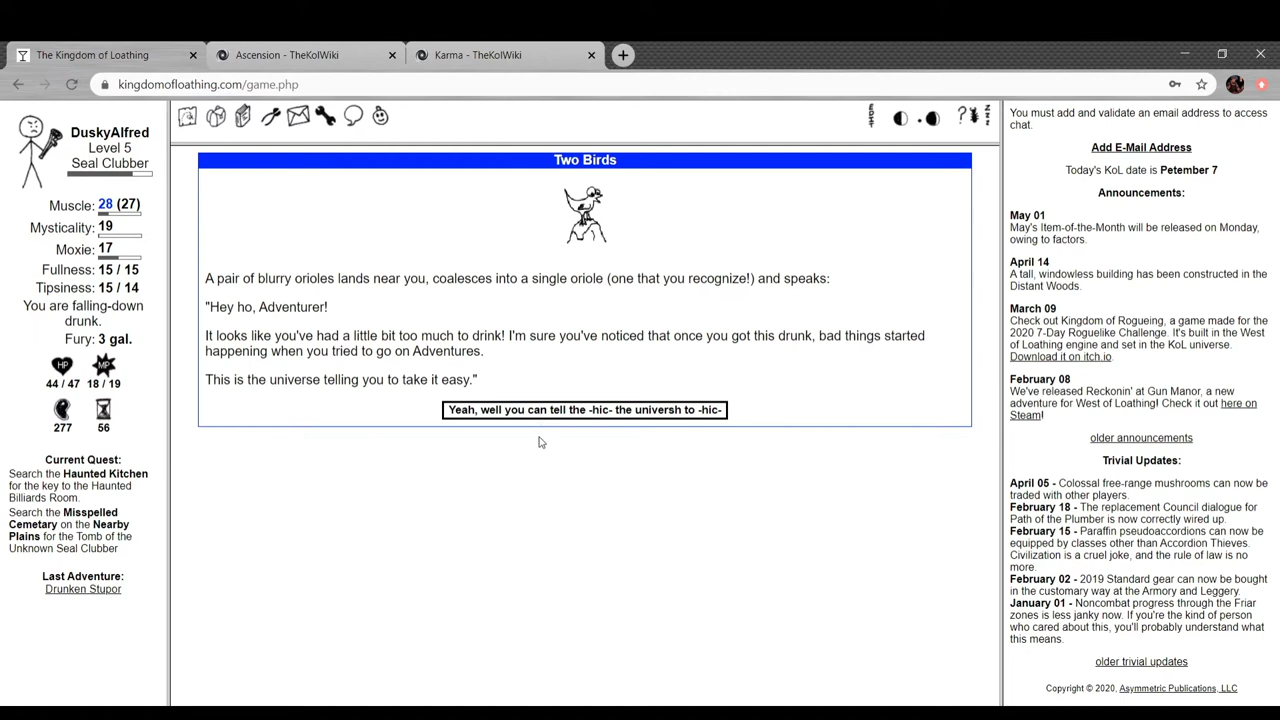 The Kingdom of Loathing
Ascension - TheKolWiki
Karma - TheKolWiki
kingdomofloathing.com/game.php
DuskyAlfred
Level 5
Seal Clubber
Muscle: 28 (27)
Mysticality: 19
Moxie: 17
Fullness: 15 / 15
Tipsiness: 15 / 14
You are falling-down
drunk.
Fury: 3 gal.
HP MP
44 / 47 18 / 19
277 56
Current Quest:
Search the Haunted Kitchen
for the key to the Haunted
Billiards Room.
Search the Misspelled
Cemetary on the Nearby
Plains for the Tomb of the
Unknown Seal Clubber
Last Adventure:
Drunken Stupor
Two Birds
A pair of blurry orioles lands near you, coalesces into a single oriole (one that you recognize!) and speaks:
"Hey ho, Adventurer!
It looks like you've had a little bit too much to drink! I'm sure you've noticed that once you got this drunk, bad things started
happening when you tried to go on Adventures.
This is the universe telling you to take it easy."
Yeah, well you can tell the -hic- the universh to -hic-
You must add and validate an email address to access
chat.
Add E-Mail Address
Today's KoL date is Petember 7
Announcements:
May 01
May's Item-of-the-Month will be released on Monday,
owing to factors.
April 14
A tall, windowless building has been constructed in the
Distant Woods.
March 09
Check out Kingdom of Rogueing, a game made for the
2020 7-Day Roguelike Challenge. It's built in the West
of Loathing engine and set in the KoL universe.
Download it on itch.io.
February 08
We've released Reckonin' at Gun Manor, a new
adventure for West of Loathing! Check it out here on
Steam!
older announcements
Trivial Updates:
April 05 - Colossal free-range mushrooms can now be
traded with other players.
February 18 - The replacement Council dialogue for
Path of the Plumber is now correctly wired up.
February 15 - Paraffin pseudoaccordions can now be
equipped by classes other than Accordion Thieves.
Civilization is a cruel joke, and the rule of law is no
more.
February 02 - 2019 Standard gear can now be bought
in the customary way at the Armory and Leggery.
January 01 - Noncombat progress through the Friar
zones is less janky now. If you're the kind of person
who cared about this, you'll probably understand what
this means.
older trivial updates
Copyright © 2020, Asymmetric Publications, LLC